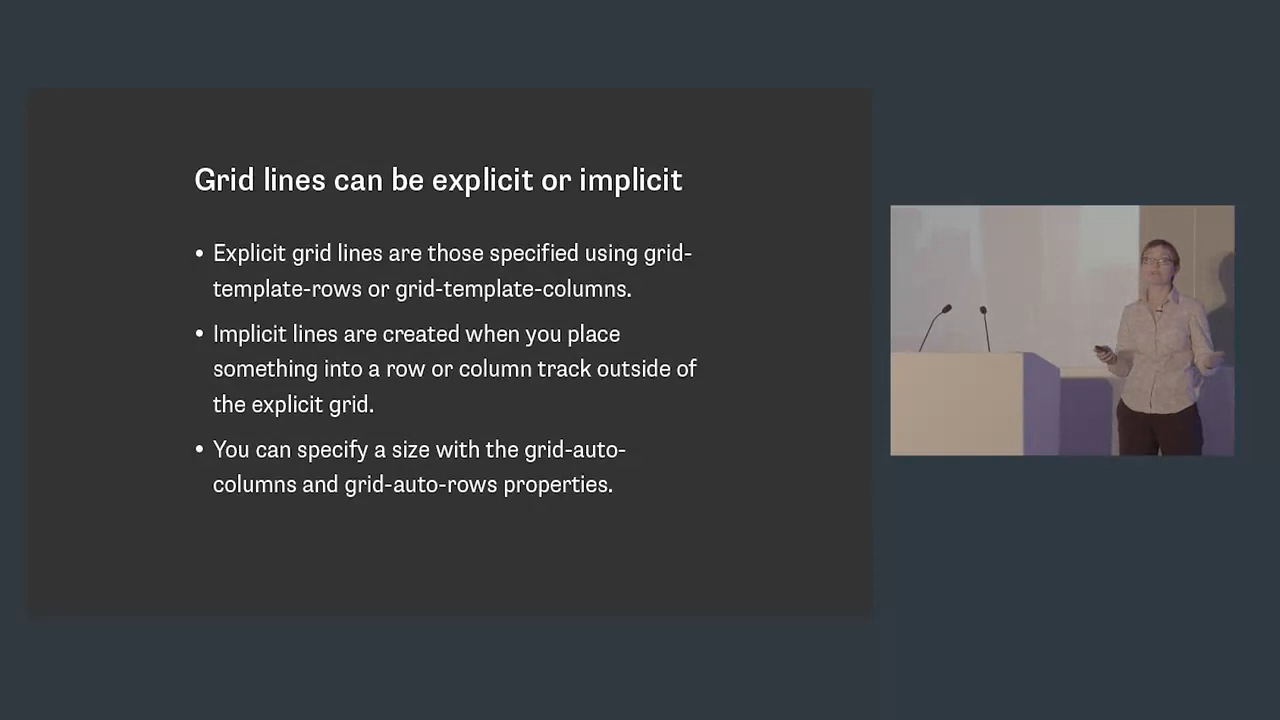 Grid lines can be explicit or implicit
• Explicit grid lines are those specified using grid-
template-rows or grid-template-columns.
• Implicit lines are created when you place
something into a row or column track outside of
the explicit grid.
• You can specify a size with the grid-auto-
columns and grid-auto-rows properties.